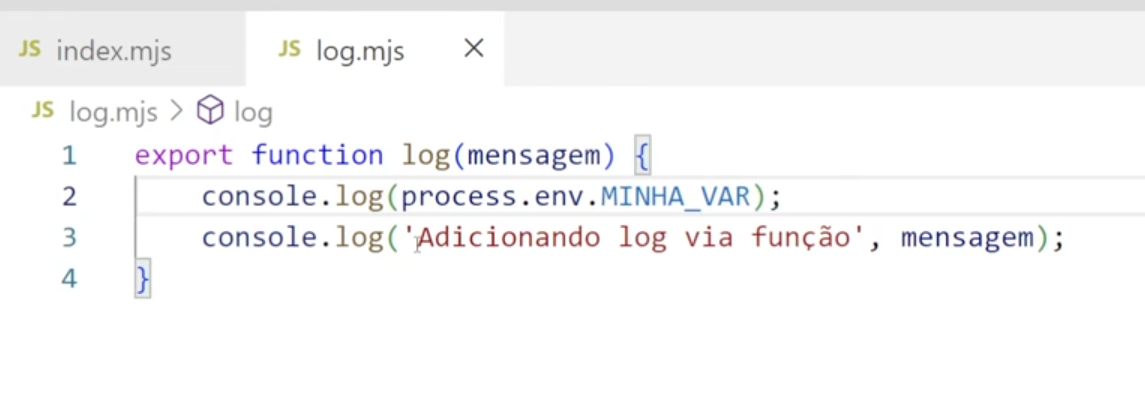 JS index.mjs JS log.mjs ×
JS log.mjs > log
1 export function log(mensagem) {
2 console.log(process.env.MINHA_VAR);
3 console.log('Adicionando log via função', mensagem);
4 }